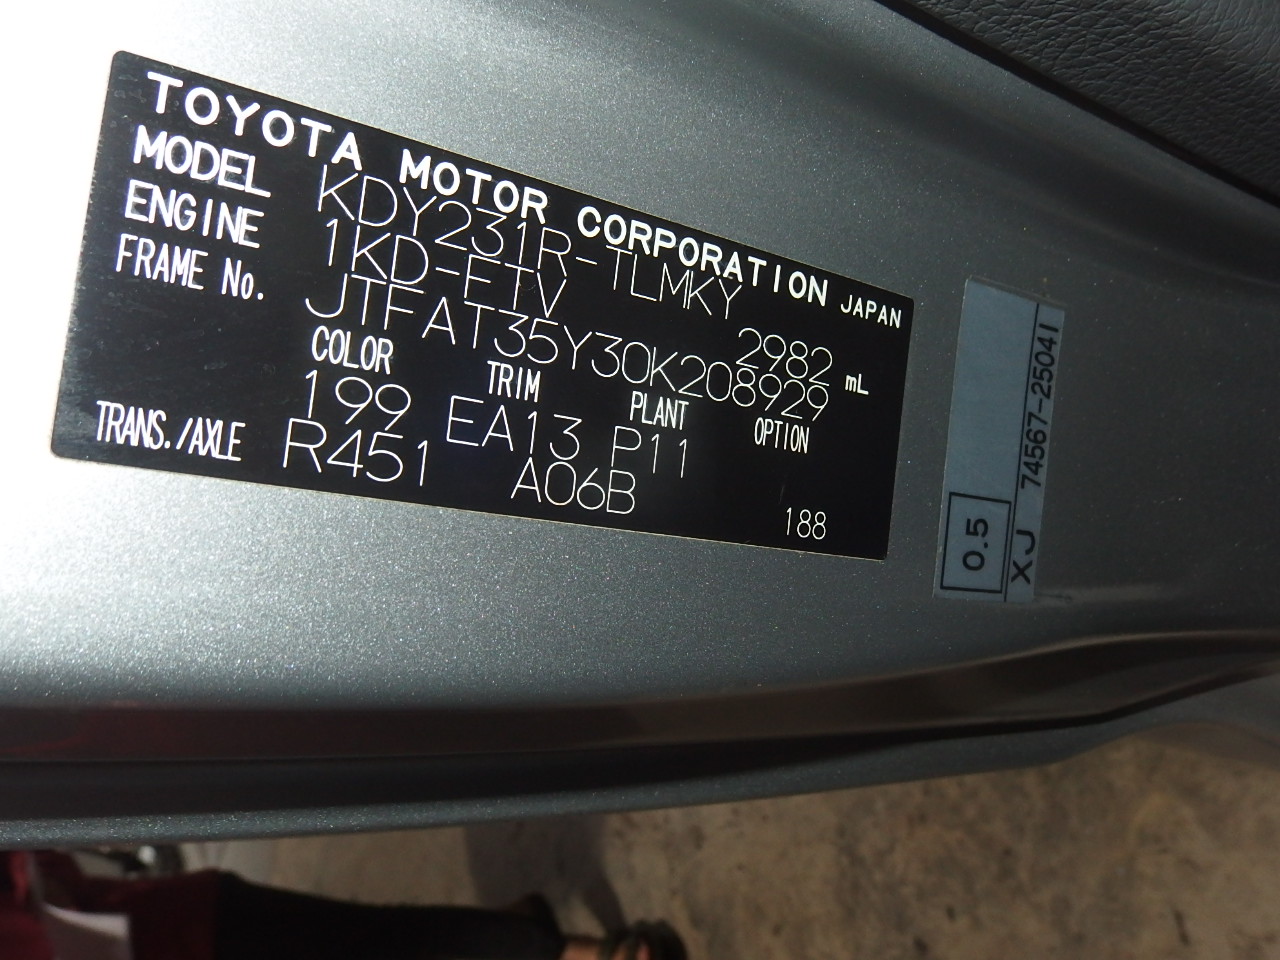 TOYOTA MOTOR CORPORATION JAPAN
MODEL KDY231R-TLMKY
ENGINE 1KD-FTV 2982 mL
FRAME No. JTFAT35Y30K208929
COLOR TRIM PLANT OPTION
199 EA13 P11
TRANS./AXLE R451 A06B 188
0.5
XJ 74567-25041